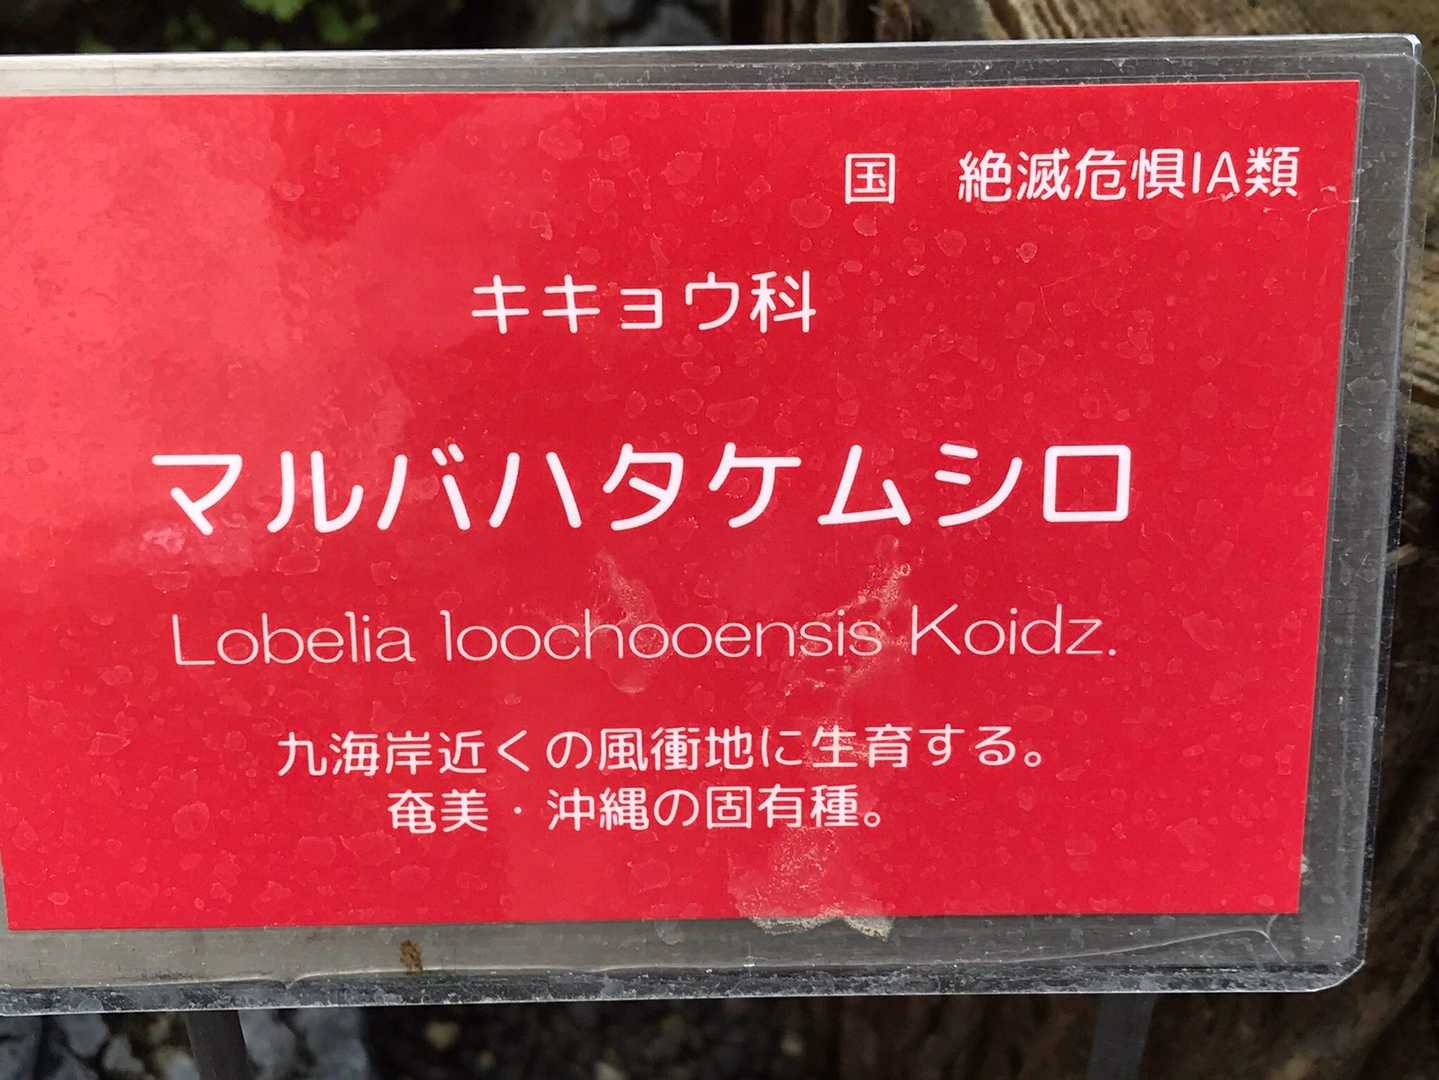 国　絶滅危惧IA類
キキョウ科
マルバハタケムシロ
Lobelia loochooensis Koidz.
九海岸近くの風衝地に生育する。
奄美・沖縄の固有種。